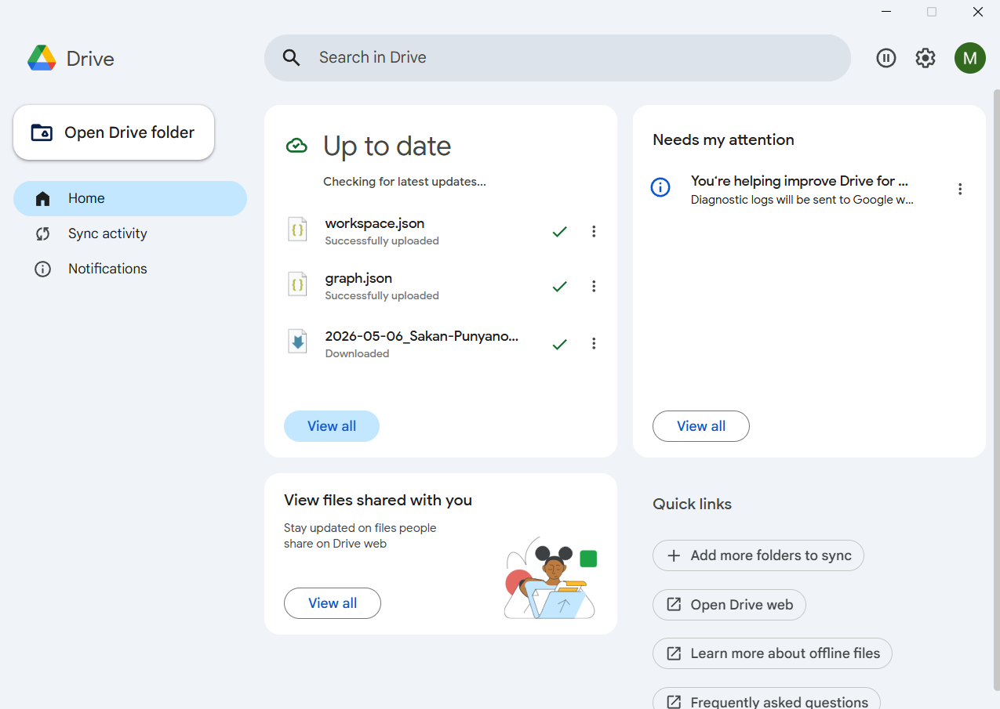 Drive
Search in Drive
M
Open Drive folder
Home
Sync activity
Notifications
Up to date
Checking for latest updates...
workspace.json
Successfully uploaded
graph.json
Successfully uploaded
2026-05-06_Sakan-Punyano...
Downloaded
View all
Needs my attention
You’re helping improve Drive for ...
Diagnostic logs will be sent to Google w...
View all
View files shared with you
Stay updated on files people
share on Drive web
View all
Quick links
Add more folders to sync
Open Drive web
Learn more about offline files
Frequently asked questions